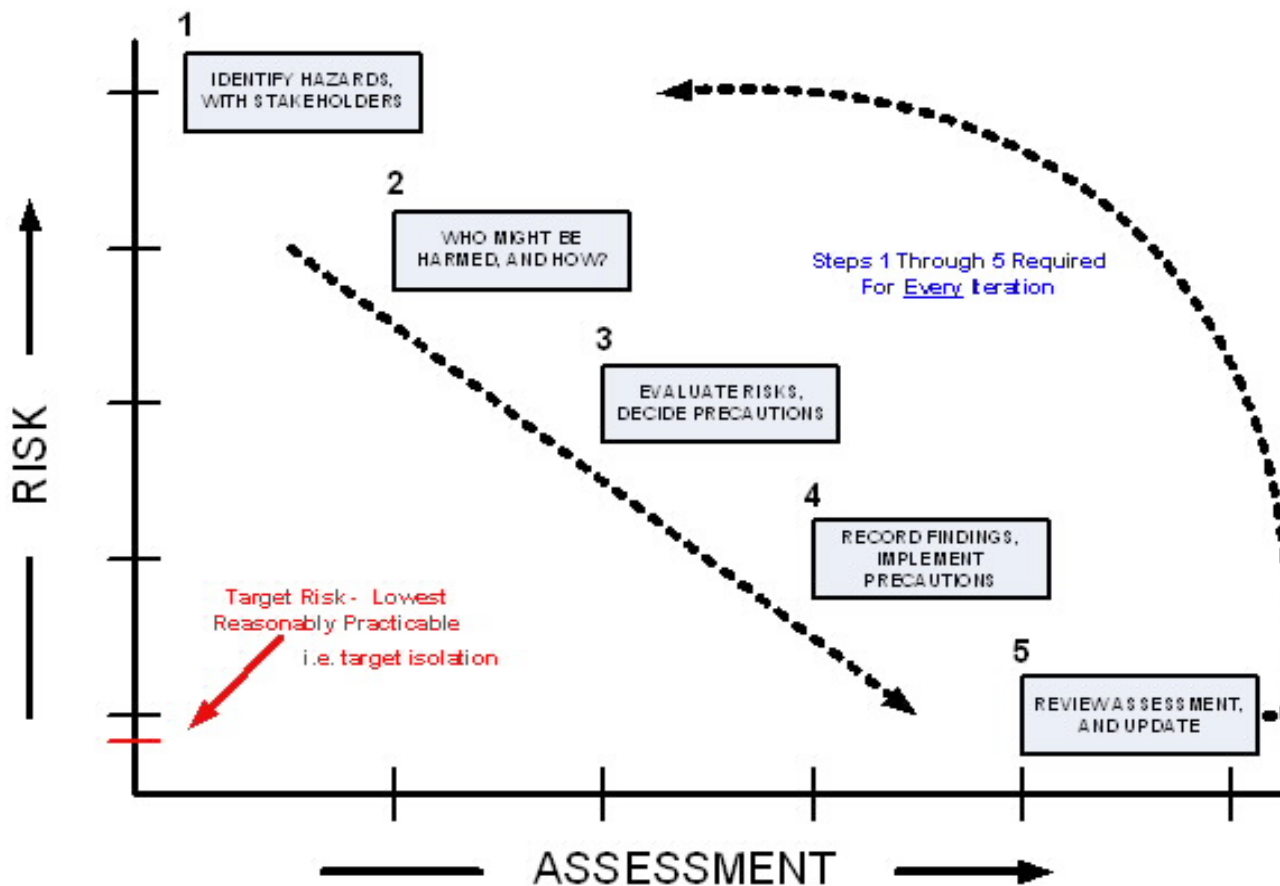 1
IDENTIFY HAZARDS,
WITH STAKEHOLDERS
2
WHO MIGHT BE
HARMED, AND HOW?
Steps 1 Through 5 Required
For Every Iteration
3
EVALUATE RISKS,
DECIDE PRECAUTIONS
RISK
4
RECORD FINDINGS,
IMPLEMENT
PRECAUTIONS
Target Risk - Lowest
Reasonably Practicable
i.e. target isolation
5
REVIEW ASSESSMENT,
AND UPDATE
ASSESSMENT